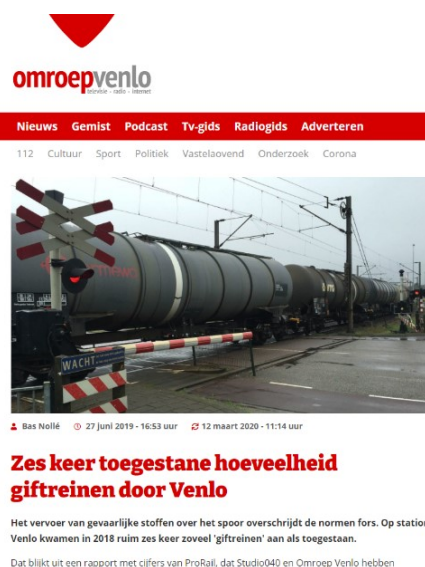 omroepvenlo
televisie - radio - internet
Nieuws Gemist Podcast Tv-gids Radiogids Adverteren
112 Cultuur Sport Politiek Vastelaovend Onderzoek Corona
WACHT
Bas Nollé 27 juni 2019 - 16:53 uur 12 maart 2020 - 11:14 uur
Zes keer toegestane hoeveelheid
giftreinen door Venlo
Het vervoer van gevaarlijke stoffen over het spoor overschrijdt de normen fors. Op
Venlo kwamen in 2018 ruim zes keer zoveel 'giftreinen' aan als toegestaan.
Dat blijkt uit een rapport met cijfers van ProRail, dat Studio040 en Omroep Venlo hebben